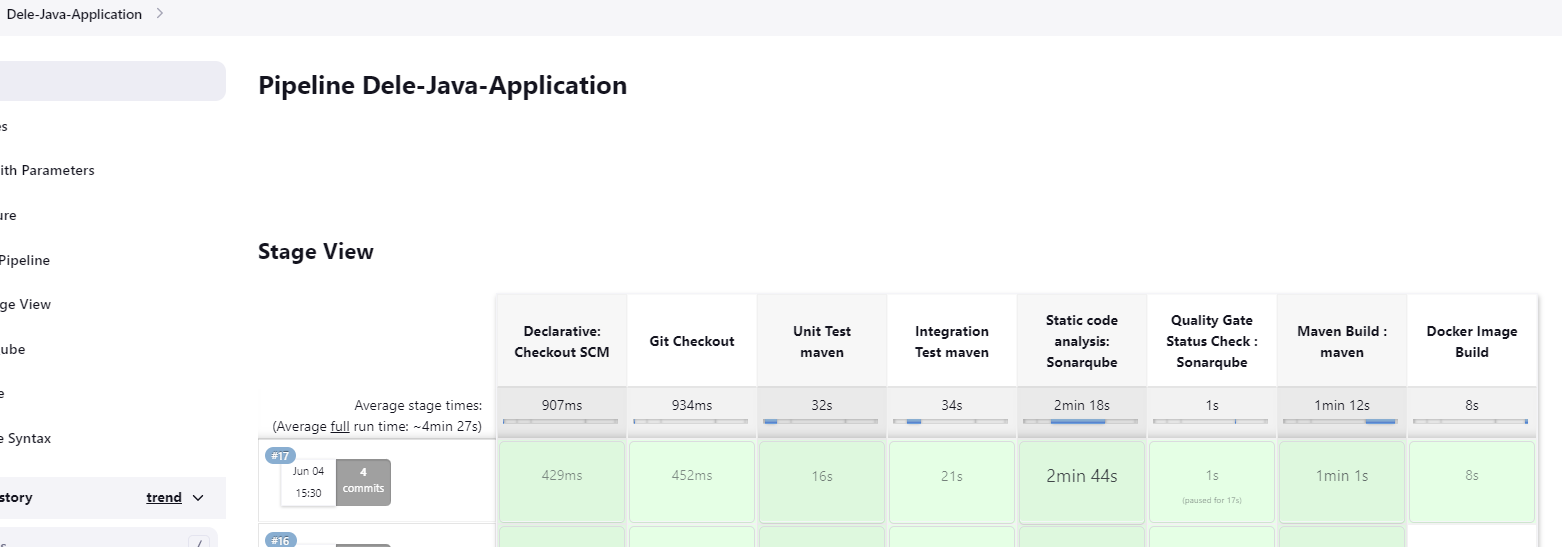 Dele-Java-Application
Pipeline Dele-Java-Application
es
ith Parameters
ure
Pipeline
ge View
ube
e
e Syntax
story trend
s /
Stage View
Declarative:
Checkout SCM
Git Checkout
Unit Test
maven
Integration
Test maven
Static code
analysis:
Sonarqube
Quality Gate
Status Check :
Sonarqube
Maven Build :
maven
Docker Image
Build
Average stage times:
(Average full run time: ~4min 27s)
907ms 934ms 32s 34s 2min 18s 1s 1min 12s 8s
#17
Jun 04
15:30
4
commits
429ms 452ms 16s 21s 2min 44s 1s 1min 1s 8s
(paused for 17s)
#16